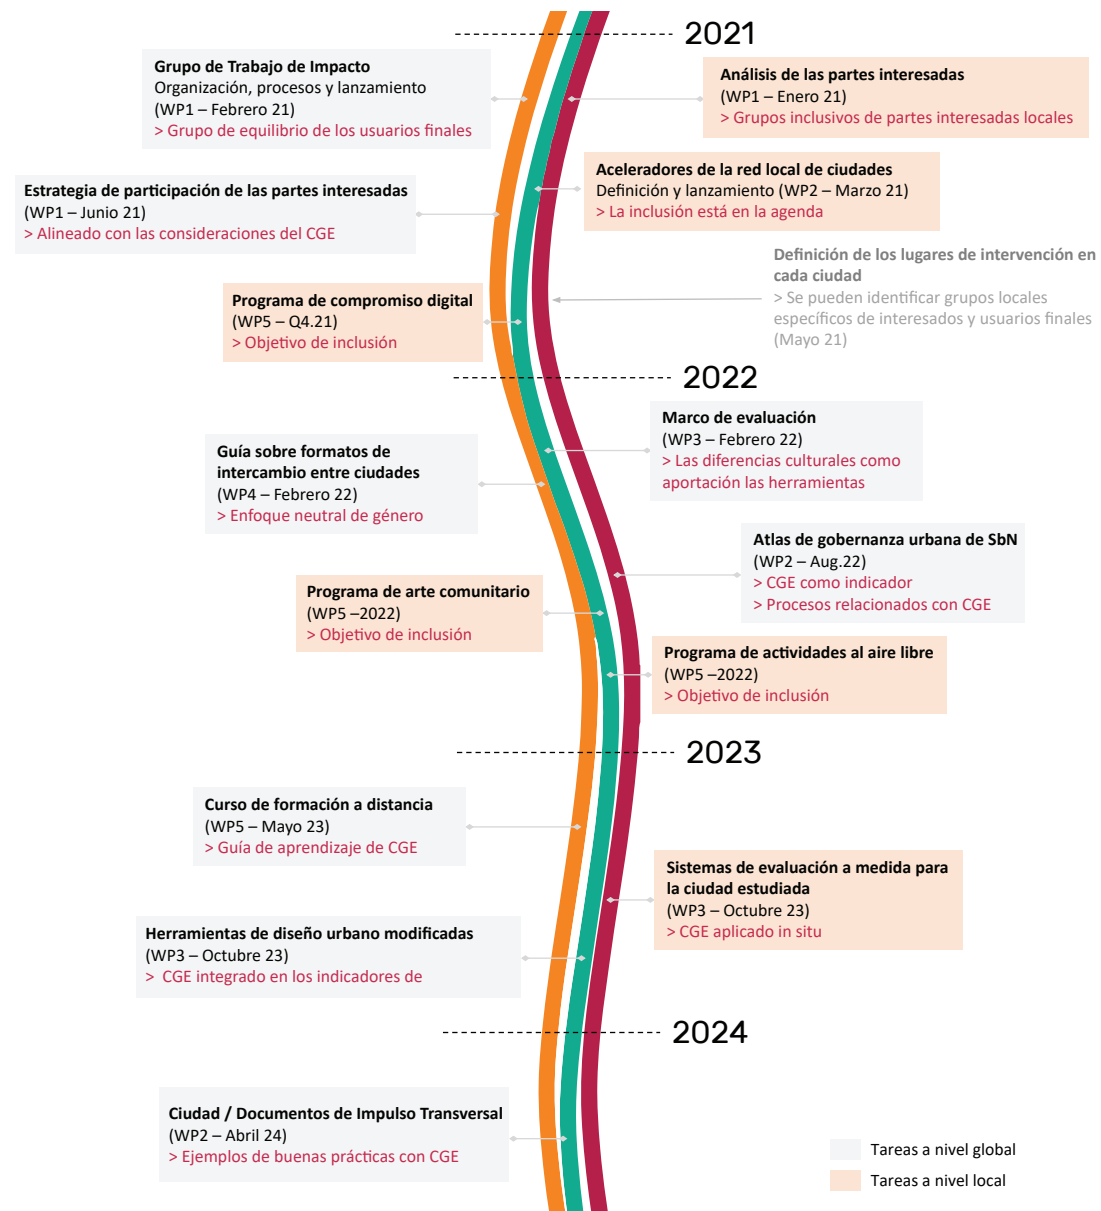 2021
Grupo de Trabajo de Impacto
Organización, procesos y lanzamiento
(WP1 – Febrero 21)
> Grupo de equilibrio de los usuarios finales
Análisis de las partes interesadas
(WP1 – Enero 21)
> Grupos inclusivos de partes interesadas locales
Aceleradores de la red local de ciudades
Definición y lanzamiento (WP2 – Marzo 21)
> La inclusión está en la agenda
Estrategia de participación de las partes interesadas
(WP1 – Junio 21)
> Alineado con las consideraciones del CGE
Definición de los lugares de intervención en
cada ciudad
> Se pueden identificar grupos locales
específicos de interesados y usuarios finales
(Mayo 21)
Programa de compromiso digital
(WP5 – Q4.21)
> Objetivo de inclusión
2022
Marco de evaluación
(WP3 – Febrero 22)
> Las diferencias culturales como
aportación las herramientas
Guía sobre formatos de
intercambio entre ciudades
(WP4 – Febrero 22)
> Enfoque neutral de género
Atlas de gobernanza urbana de SbN
(WP2 – Aug.22)
> CGE como indicador
> Procesos relacionados con CGE
Programa de arte comunitario
(WP5 –2022)
> Objetivo de inclusión
Programa de actividades al aire libre
(WP5 –2022)
> Objetivo de inclusión
2023
Curso de formación a distancia
(WP5 – Mayo 23)
> Guía de aprendizaje de CGE
Sistemas de evaluación a medida para
la ciudad estudiada
(WP3 – Octubre 23)
> CGE aplicado in situ
Herramientas de diseño urbano modificadas
(WP3 – Octubre 23)
> CGE integrado en los indicadores de
2024
Ciudad / Documentos de Impulso Transversal
(WP2 – Abril 24)
> Ejemplos de buenas prácticas con CGE
Tareas a nivel global
Tareas a nivel local